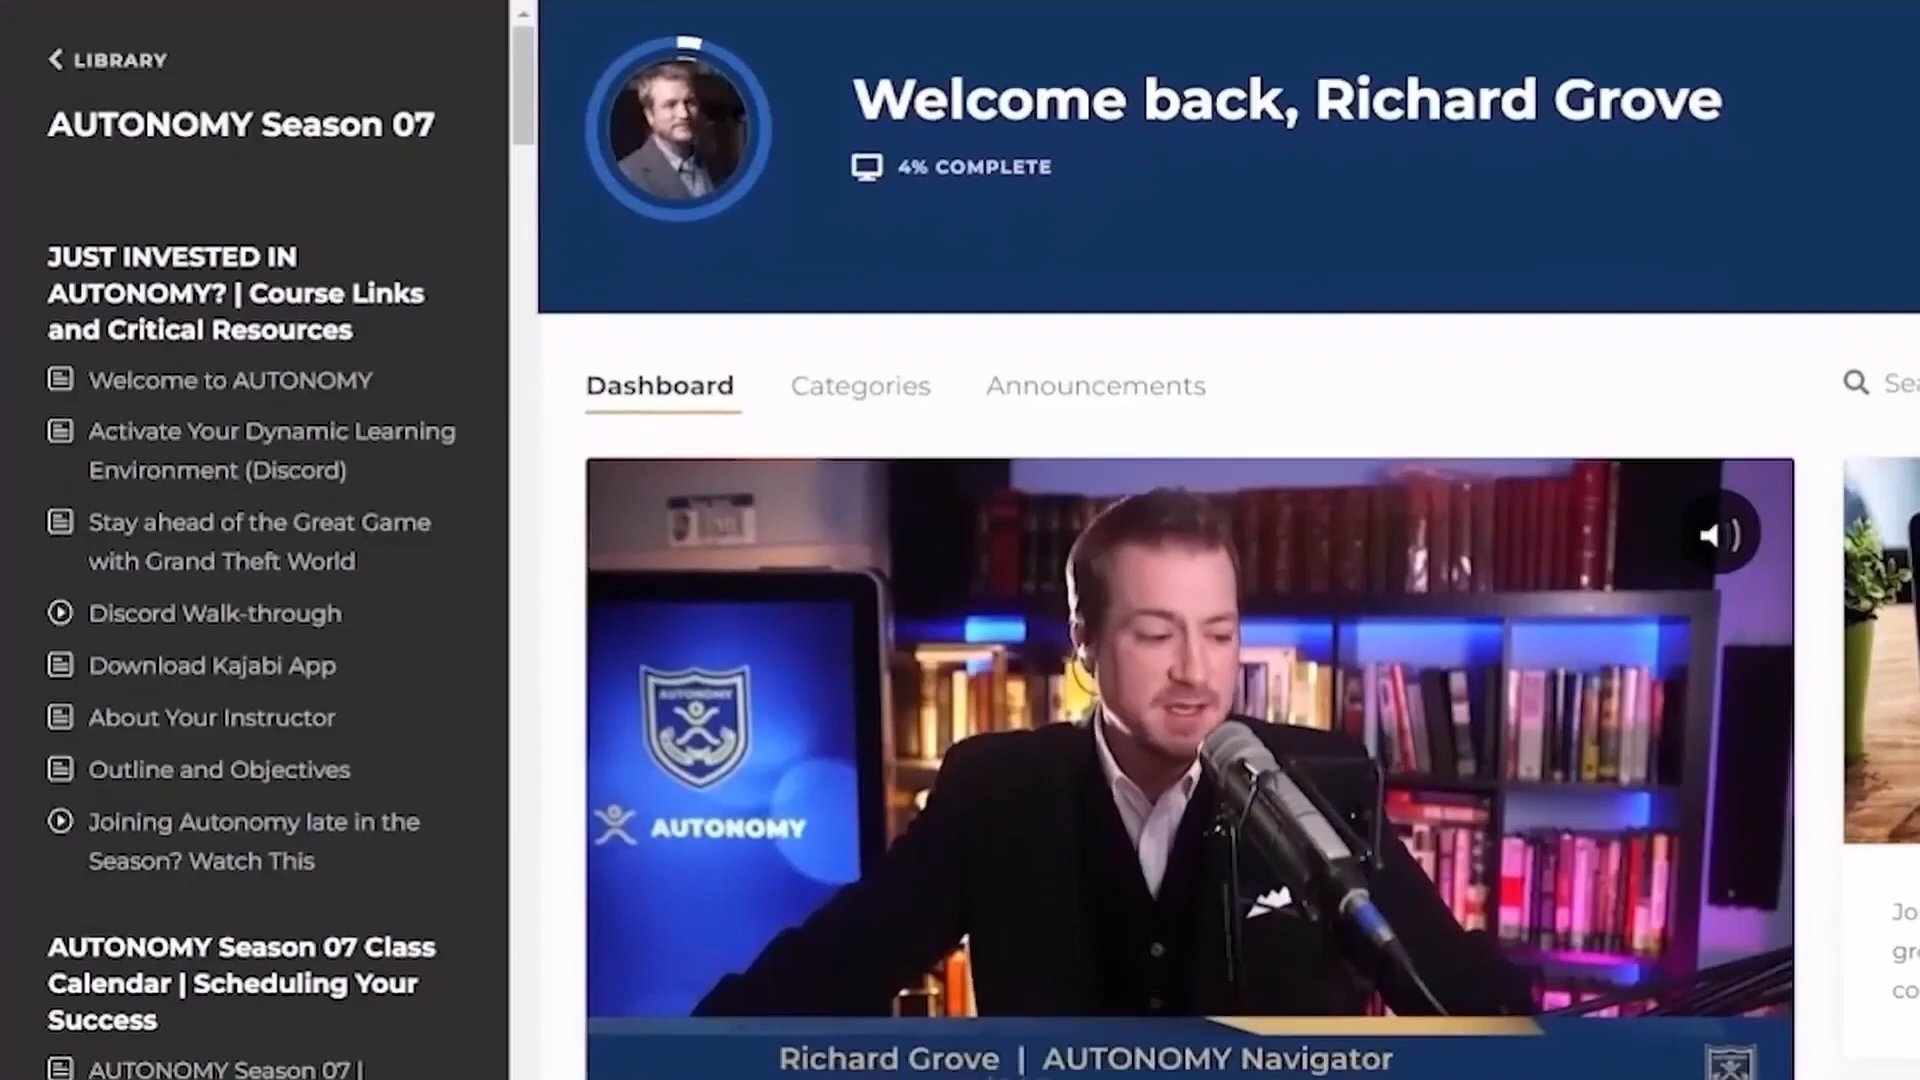 LIBRARY
AUTONOMY Season 07
JUST INVESTED IN
AUTONOMY? | Course Links
and Critical Resources
Welcome to AUTONOMY
Activate Your Dynamic Learning
Environment (Discord)
Stay ahead of the Great Game
with Grand Theft World
Discord Walk-through
Download Kajabi App
About Your Instructor
Outline and Objectives
Joining Autonomy late in the
Season? Watch This
AUTONOMY Season 07 Class
Calendar | Scheduling Your
Success
AUTONOMY Season 07 |
Welcome back, Richard Grove
4% COMPLETE
Dashboard
Categories
Announcements
AUTONOMY
AUTONOMY
Richard Grove | AUTONOMY Navigator